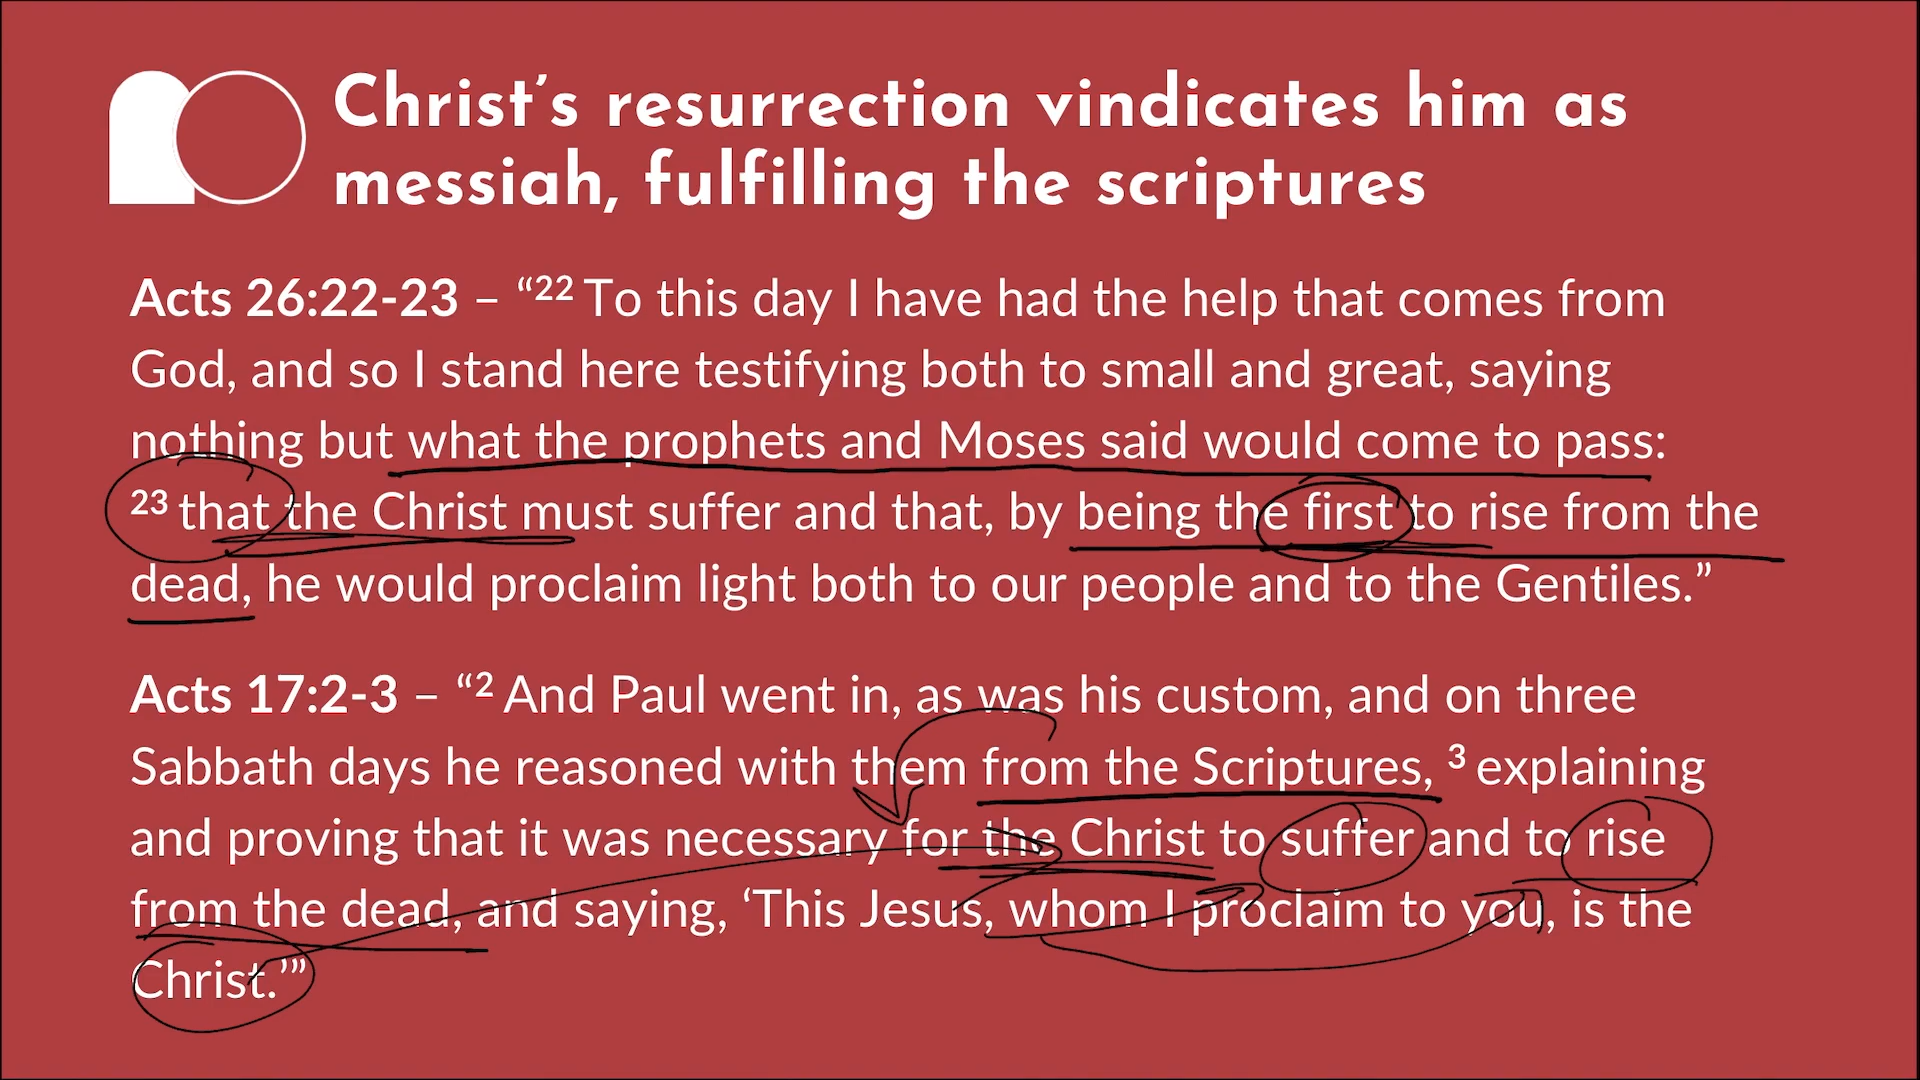 Christ’s resurrection vindicates him as
messiah, fulfilling the scriptures
Acts 26:22-23 – “22 To this day I have had the help that comes from
God, and so I stand here testifying both to small and great, saying
nothing but what the prophets and Moses said would come to pass:
23 that the Christ must suffer and that, by being the first to rise from the
dead, he would proclaim light both to our people and to the Gentiles.”
Acts 17:2-3 – “2 And Paul went in, as was his custom, and on three
Sabbath days he reasoned with them from the Scriptures, 3 explaining
and proving that it was necessary for the Christ to suffer and to rise
from the dead, and saying, ‘This Jesus, whom I proclaim to you, is the
Christ.’”